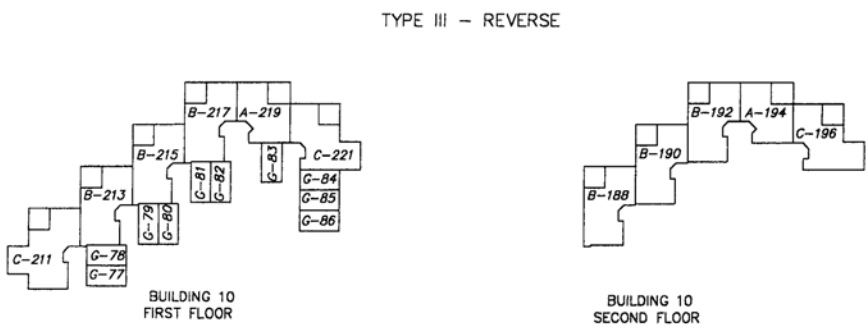 TYPE III - REVERSE
B-217 A-219
B-215
C-221
B-213
C-211
G-81
G-82
G-83
G-84
G-85
G-86
G-79
G-80
G-78
G-77
BUILDING 10
FIRST FLOOR
B-192 A-194
C-196
B-190
B-188
BUILDING 10
SECOND FLOOR